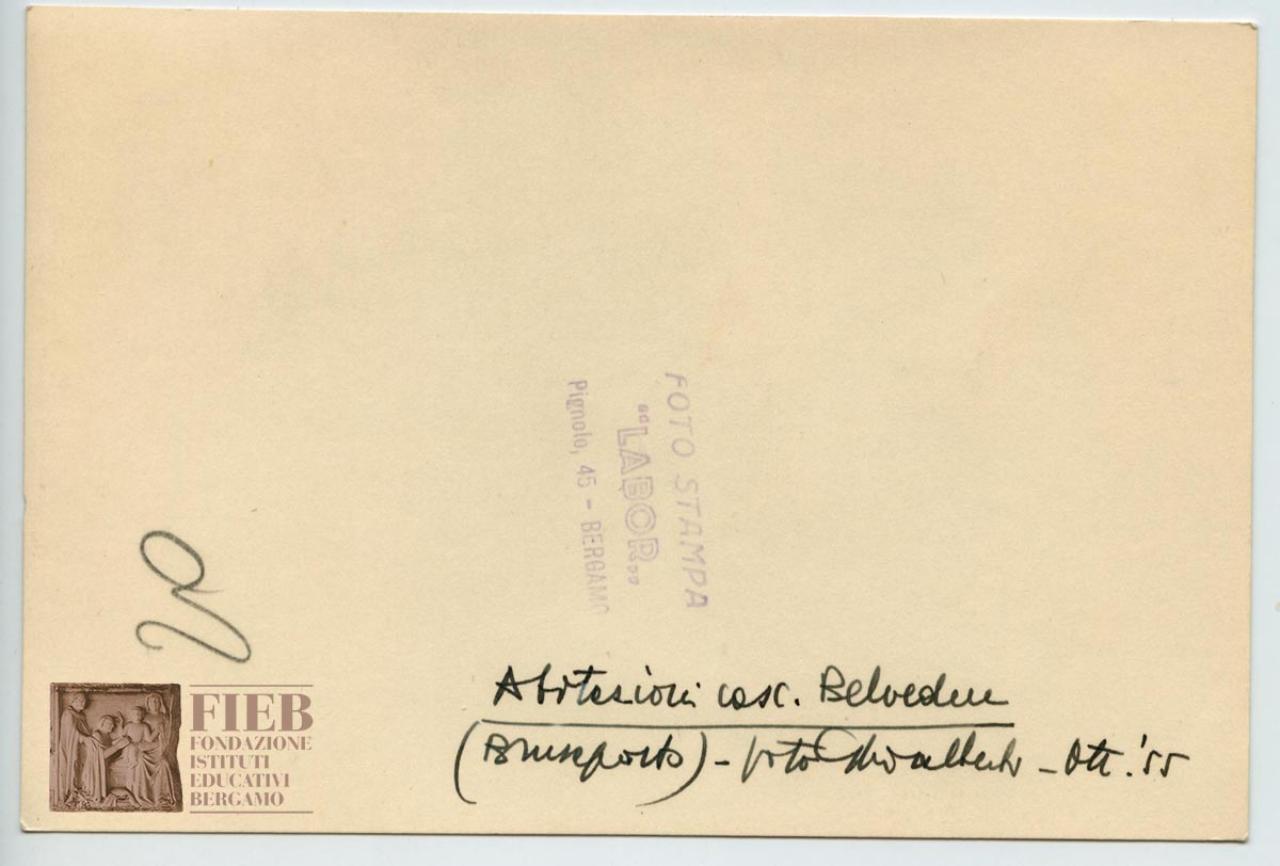 FOTO STAMPA
"LABOR"
Pignolo, 45 - BERGAMO
Abitazioni casc. Belvedere
(Brusaporto) - foto - Ott. '55
FIEB
FONDAZIONE
ISTITUTI
EDUCATIVI
BERGAMO